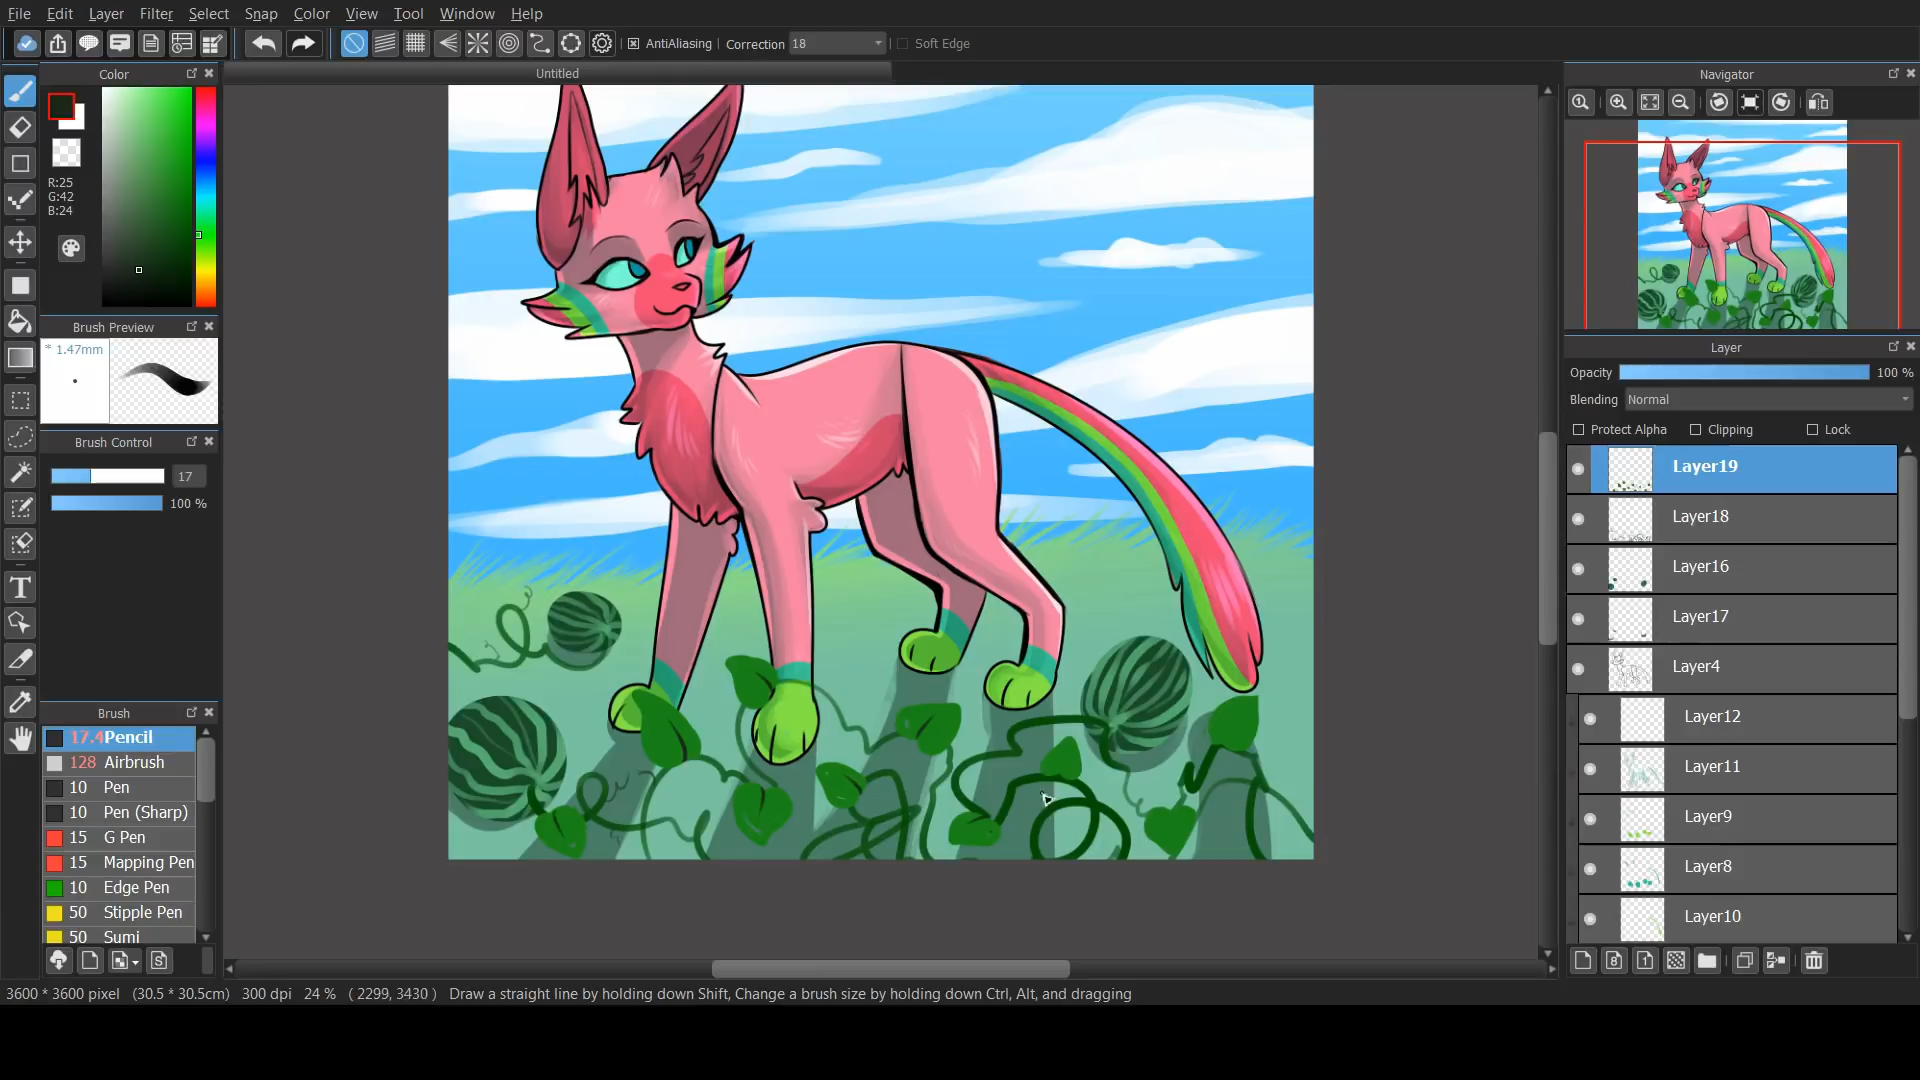 File Edit Layer Filter Select Snap Color View Tool Window Help
AntiAliasing Correction 18 Soft Edge
Color
Untitled
Navigator
R:25
G:42
B:24
Brush Preview
* 1.47mm
Brush Control
17
100 %
Layer
Opacity 100 %
Blending Normal
Protect Alpha Clipping Lock
Layer19
Layer18
Layer16
Layer17
Layer4
Layer12
Layer11
Layer9
Layer8
Layer10
Brush
17.4 Pencil
128 Airbrush
10 Pen
10 Pen (Sharp)
15 G Pen
15 Mapping Pen
10 Edge Pen
50 Stipple Pen
50 Sumi
3600 * 3600 pixel (30.5 * 30.5cm) 300 dpi 24 % ( 2299, 3430 ) Draw a straight line by holding down Shift, Change a brush size by holding down Ctrl, Alt, and dragging